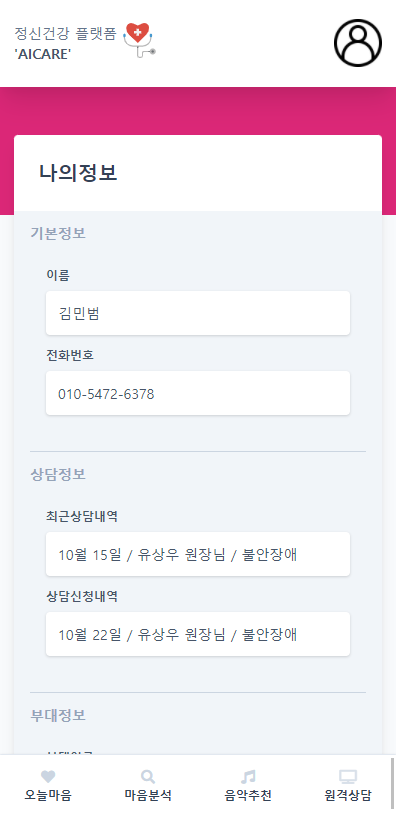 정신건강 플랫폼
'AICARE'
나의정보
기본정보
이름
김민범
전화번호
010-5472-6378
상담정보
최근상담내역
10월 15일 / 유상우 원장님 / 불안장애
상담신청내역
10월 22일 / 유상우 원장님 / 불안장애
부대정보
오늘마음
마음분석
음악추천
원격상담